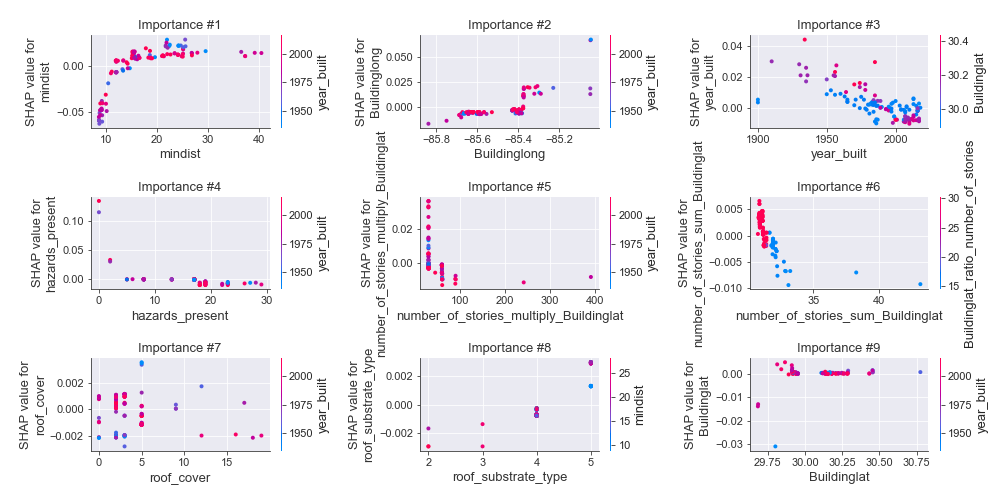 Importance #1
SHAP value for
mindist
0.00
−0.05
10
20
30
40
mindist
2000
1975
1950
year_built
Importance #2
SHAP value for
Buildinglong
0.050
0.025
0.000
−85.8
−85.6
−85.4
−85.2
Buildinglong
2000
1975
1950
year_built
Importance #3
SHAP value for
year_built
0.04
0.02
0.00
1900
1950
2000
year_built
30.4
30.2
30.0
Buildinglat
Importance #4
SHAP value for
hazards_present
0.10
0.05
0.00
0
10
20
30
hazards_present
2000
1975
1950
year_built
Importance #5
SHAP value for
number_of_stories_multiply_Buildinglat
0.02
0.00
100
200
300
400
number_of_stories_multiply_Buildinglat
2000
1975
1950
year_built
Importance #6
SHAP value for
number_of_stories_sum_Buildinglat
0.005
0.000
−0.005
−0.010
35
40
number_of_stories_sum_Buildinglat
30
25
20
15
Buildinglat_ratio_number_of_stories
Importance #7
SHAP value for
roof_cover
0.002
0.000
−0.002
0
5
10
15
roof_cover
2000
1975
1950
year_built
Importance #8
SHAP value for
roof_substrate_type
0.002
0.000
−0.002
2
3
4
5
roof_substrate_type
25
20
15
10
mindist
Importance #9
SHAP value for
Buildinglat
0.00
−0.01
−0.02
−0.03
29.75
30.00
30.25
30.50
30.75
Buildinglat
2000
1975
1950
year_built